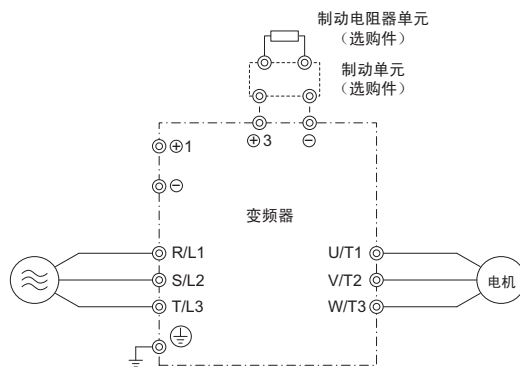 制动电阻器单元
（选购件）
制动单元
（选购件）
⊕1
⊕3
⊖
⊖
变频器
R/L1
U/T1
S/L2
V/T2
电机
T/L3
W/T3